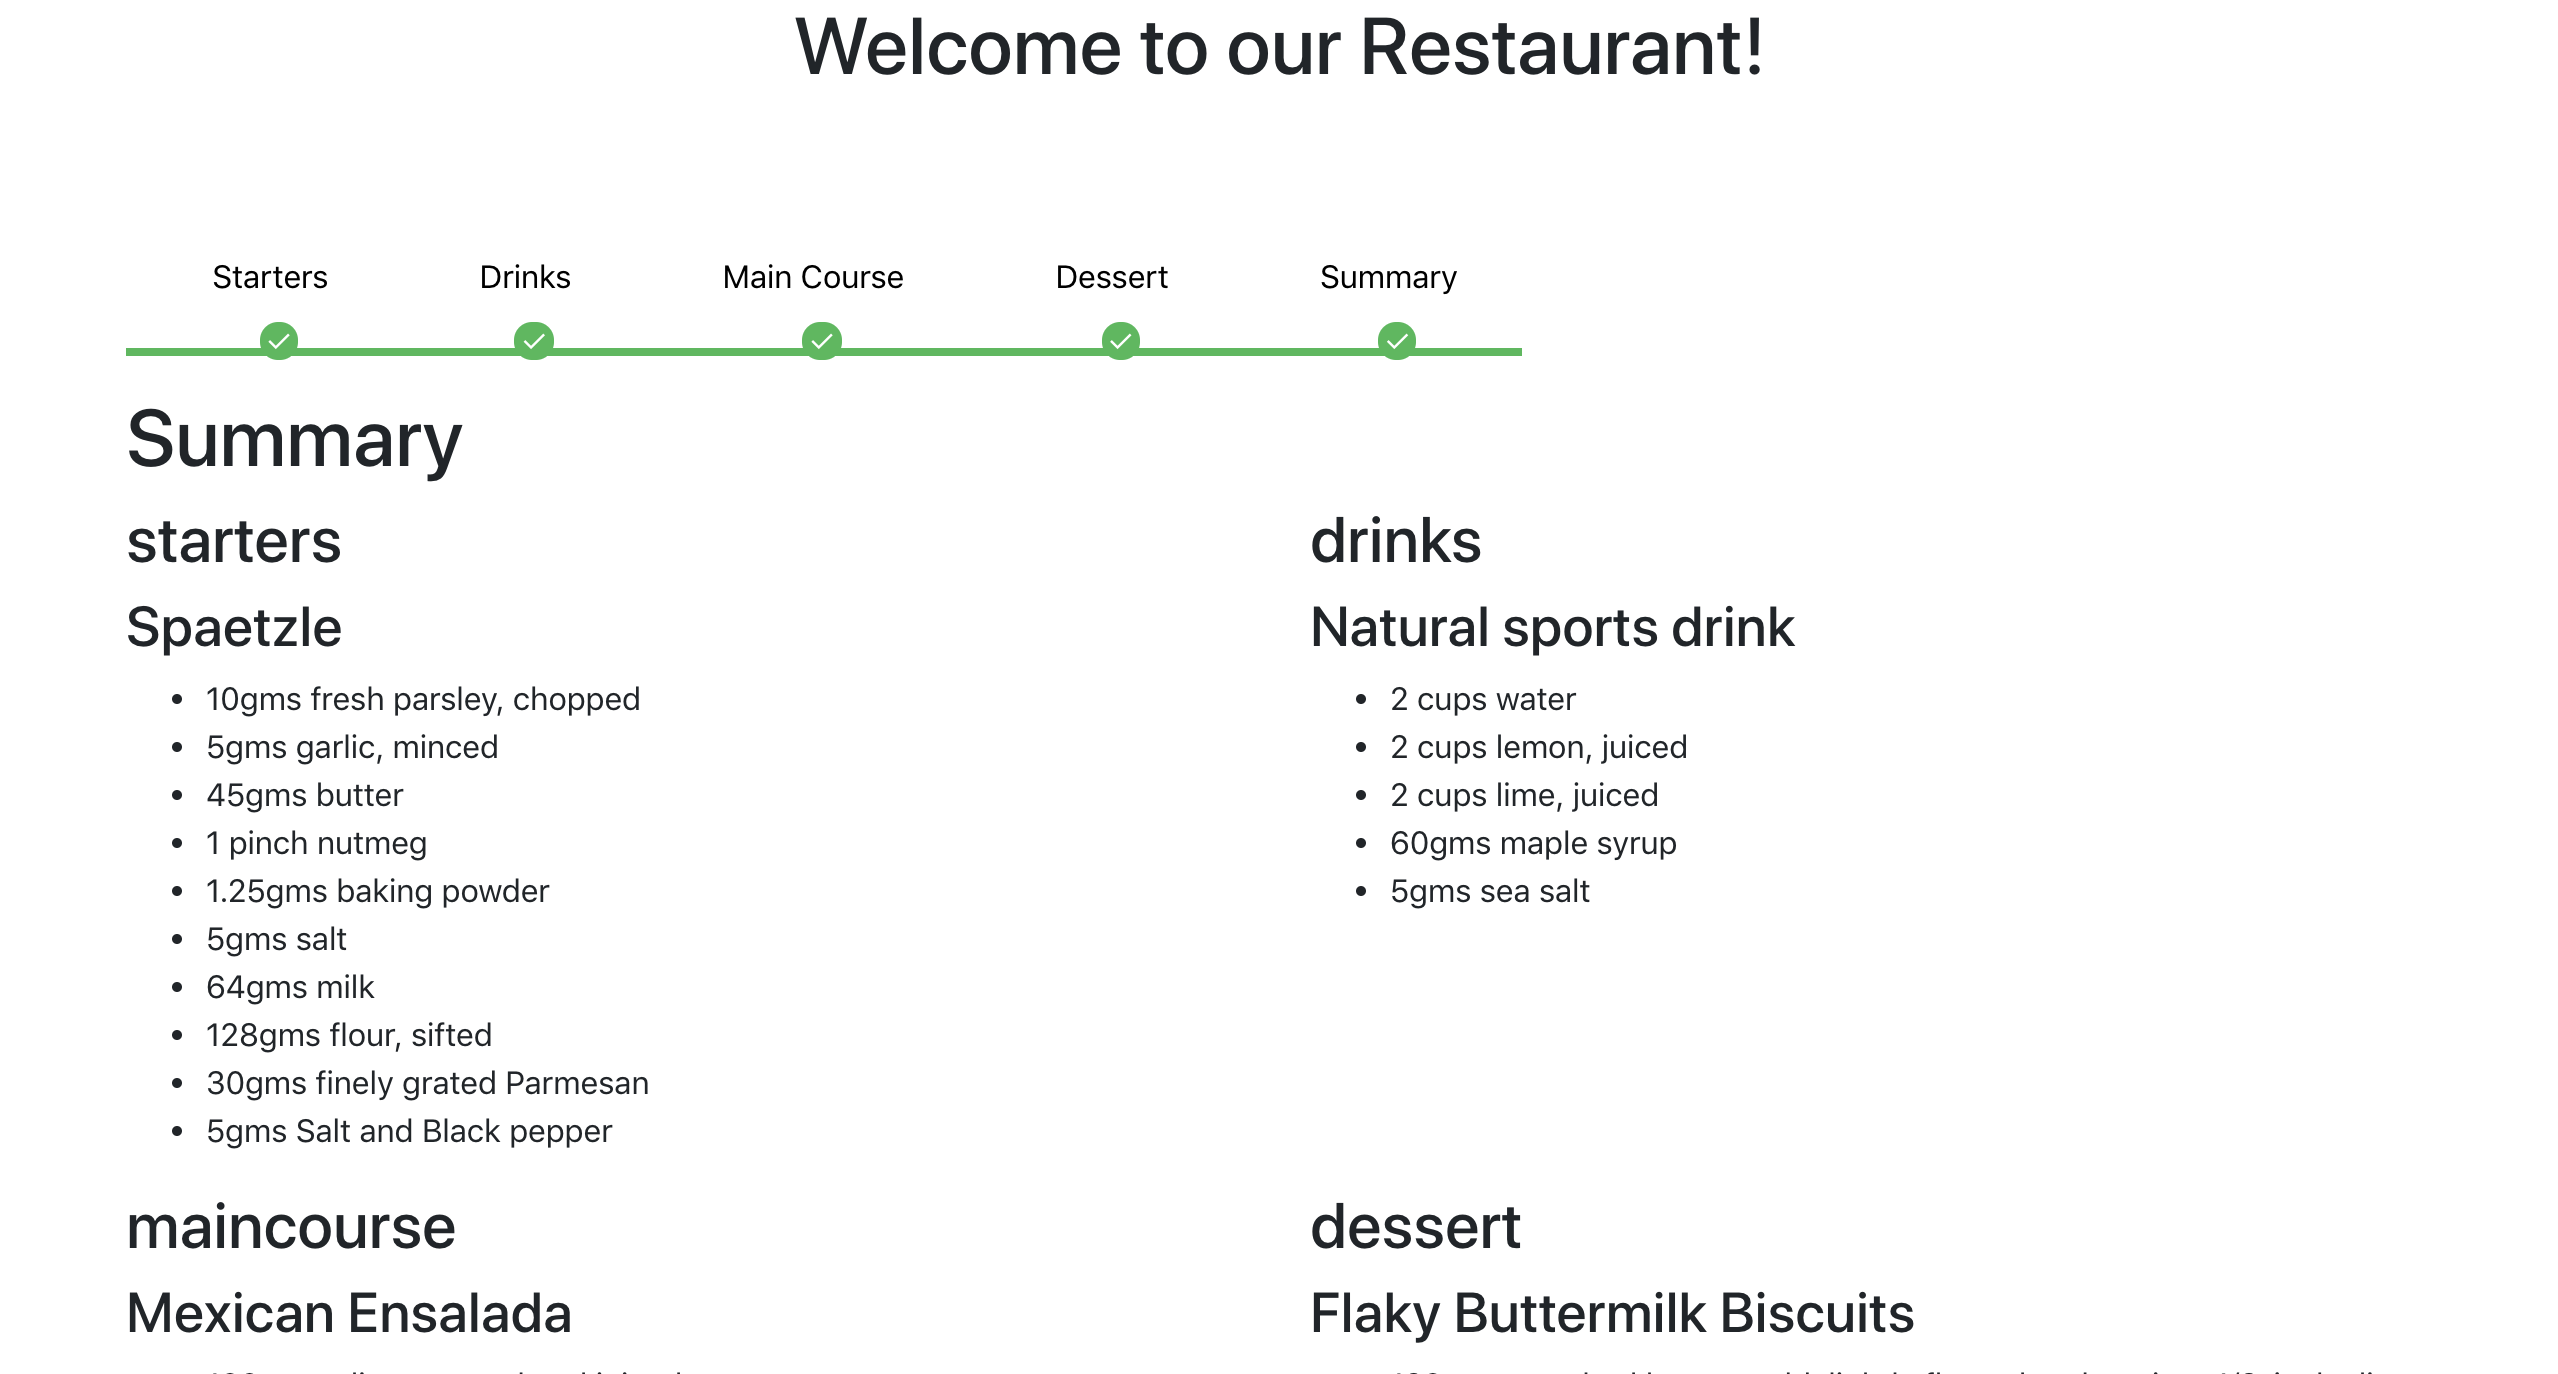 Welcome to our Restaurant!
Starters Drinks Main Course Dessert Summary
Summary
starters
Spaetzle
10gms fresh parsley, chopped
5gms garlic, minced
45gms butter
1 pinch nutmeg
1.25gms baking powder
5gms salt
64gms milk
128gms flour, sifted
30gms finely grated Parmesan
5gms Salt and Black pepper
drinks
Natural sports drink
2 cups water
2 cups lemon, juiced
2 cups lime, juiced
60gms maple syrup
5gms sea salt
maincourse
Mexican Ensalada
dessert
Flaky Buttermilk Biscuits